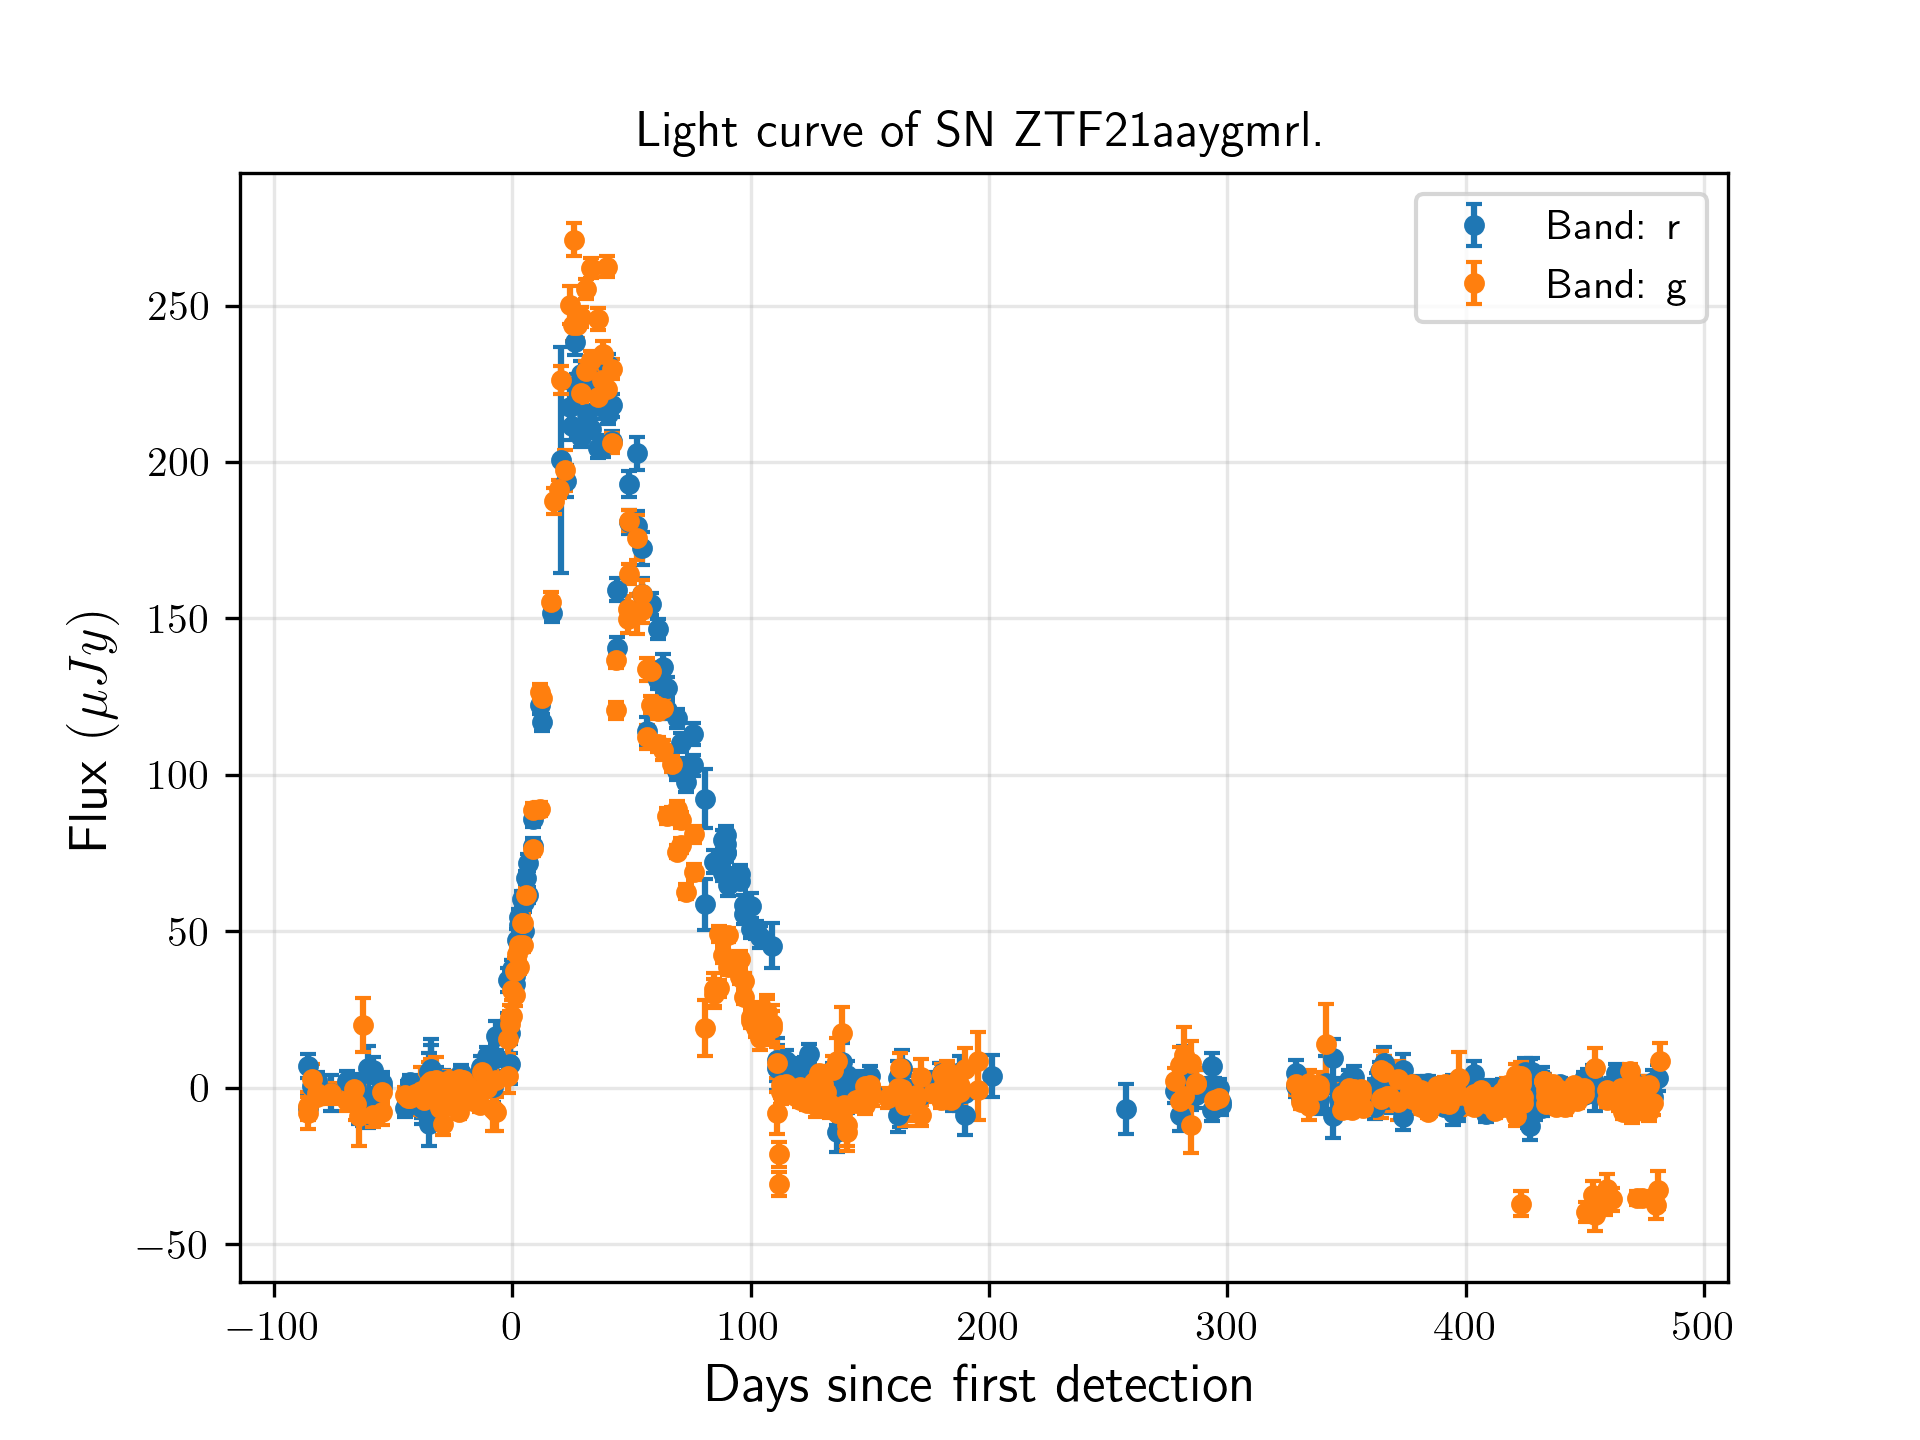 Light curve of SN ZTF21aaygmrl.
Band: r
Band: g
Flux (μJy)
250
200
150
100
50
0
−50
−100 0 100 200 300 400 500
Days since first detection